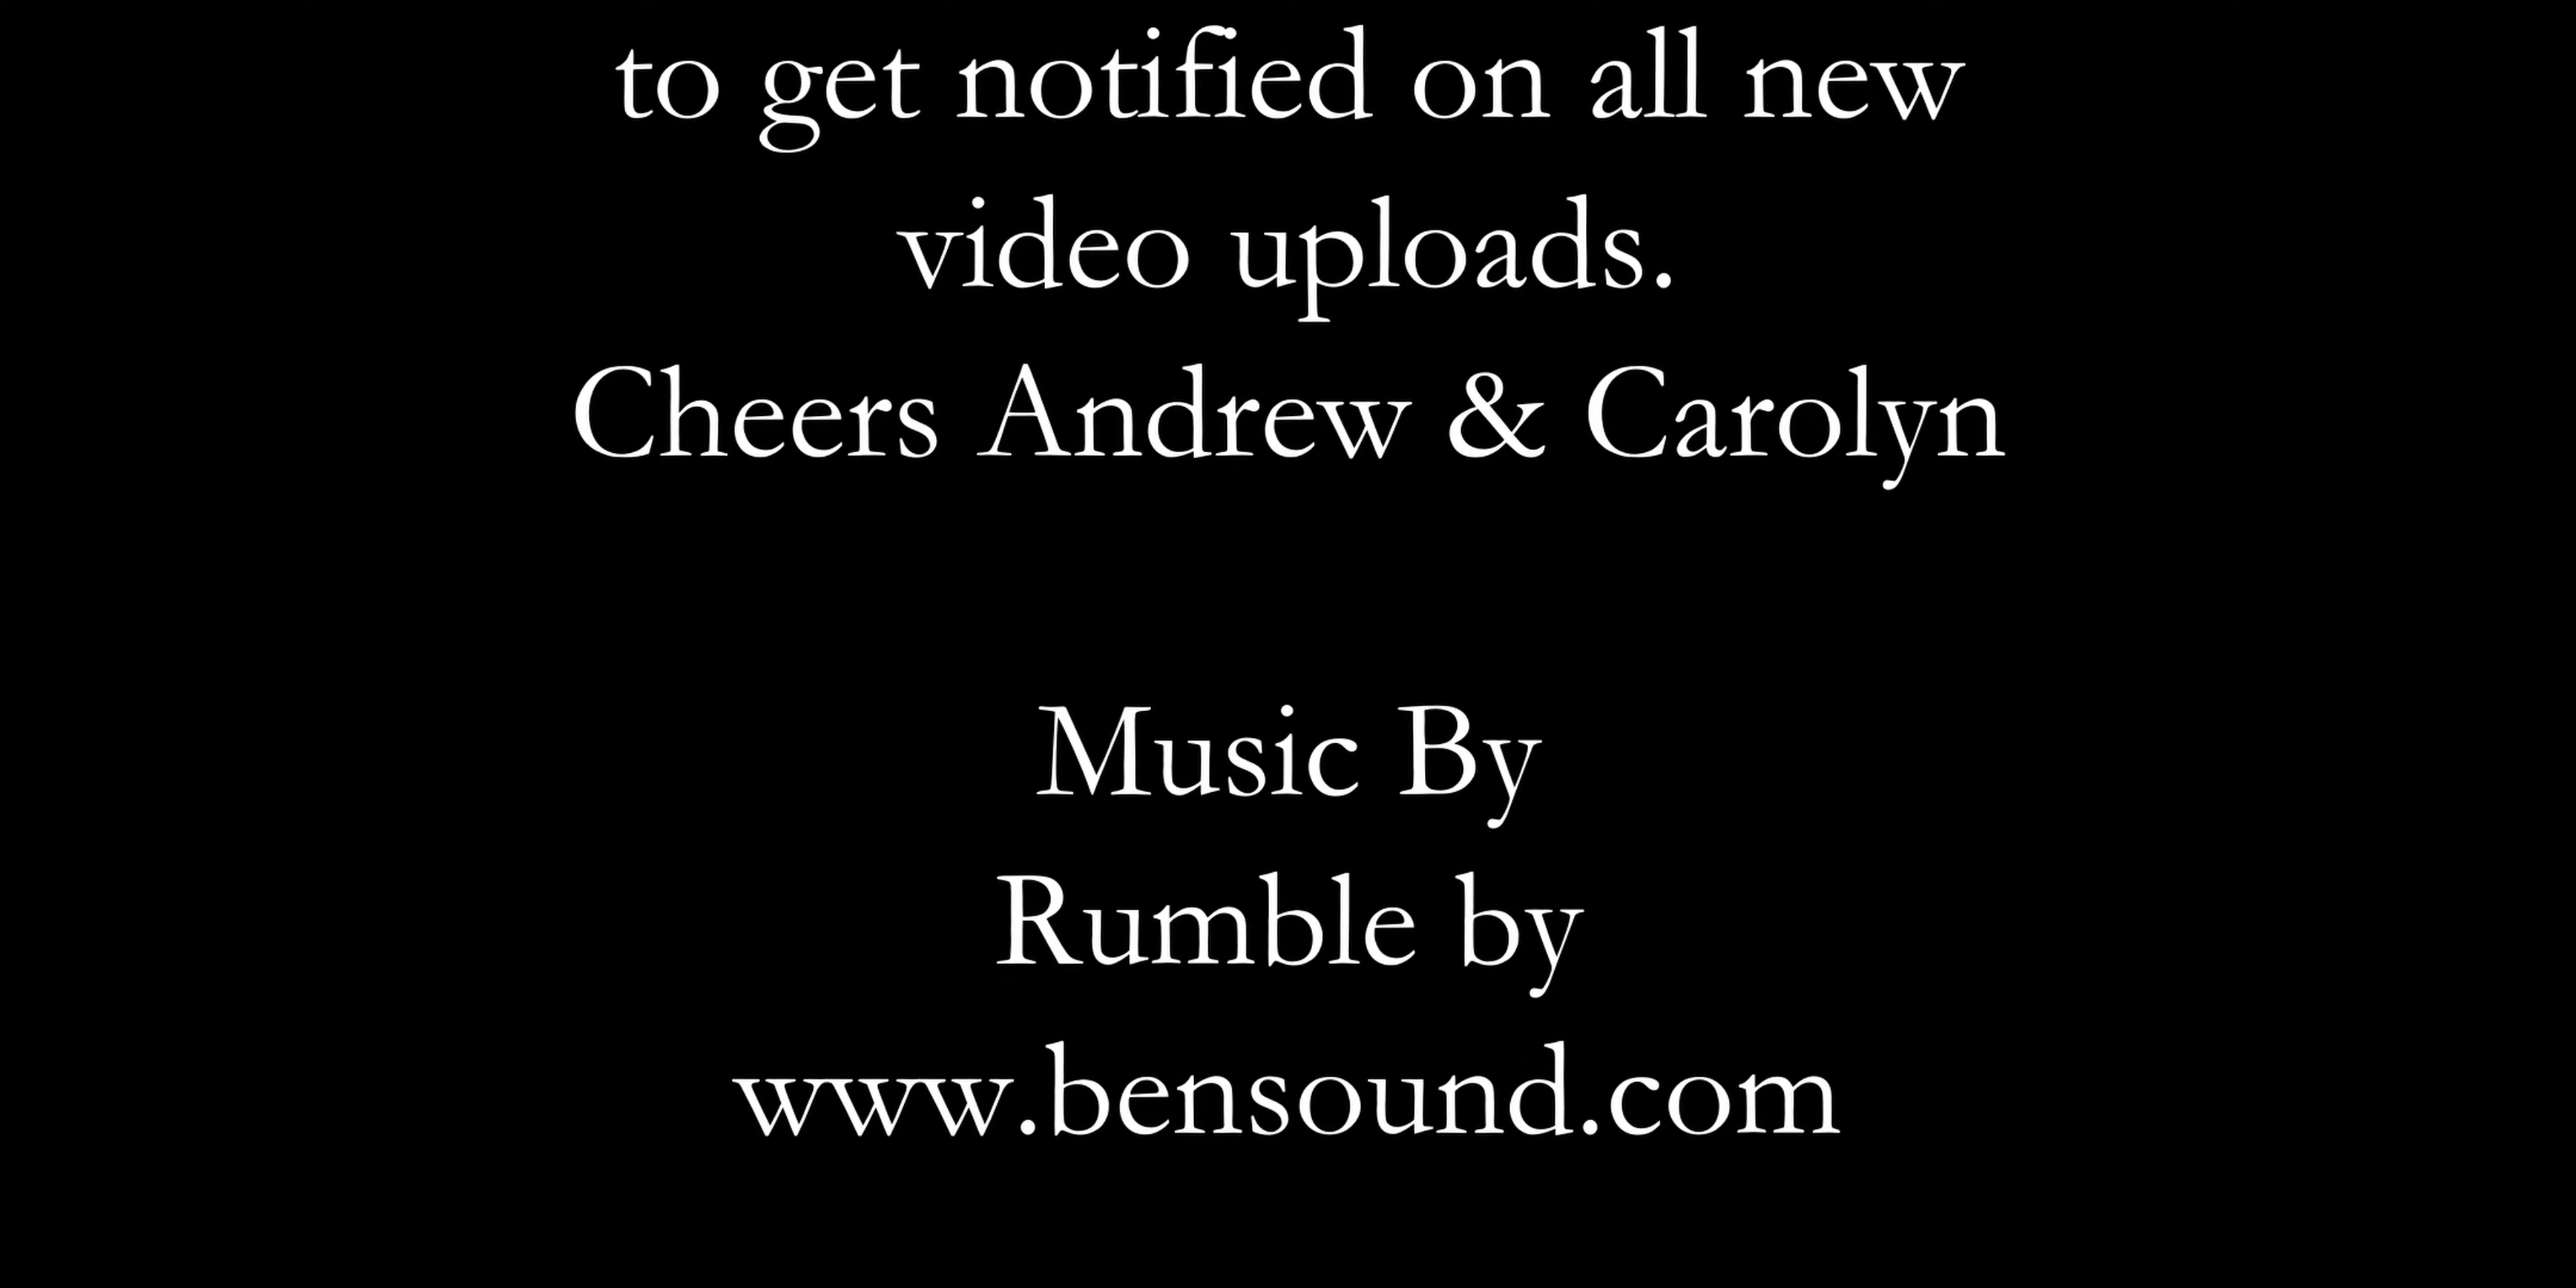 to get notified on all new
video uploads.
Cheers Andrew & Carolyn
Music By
Rumble by
www.bensound.com